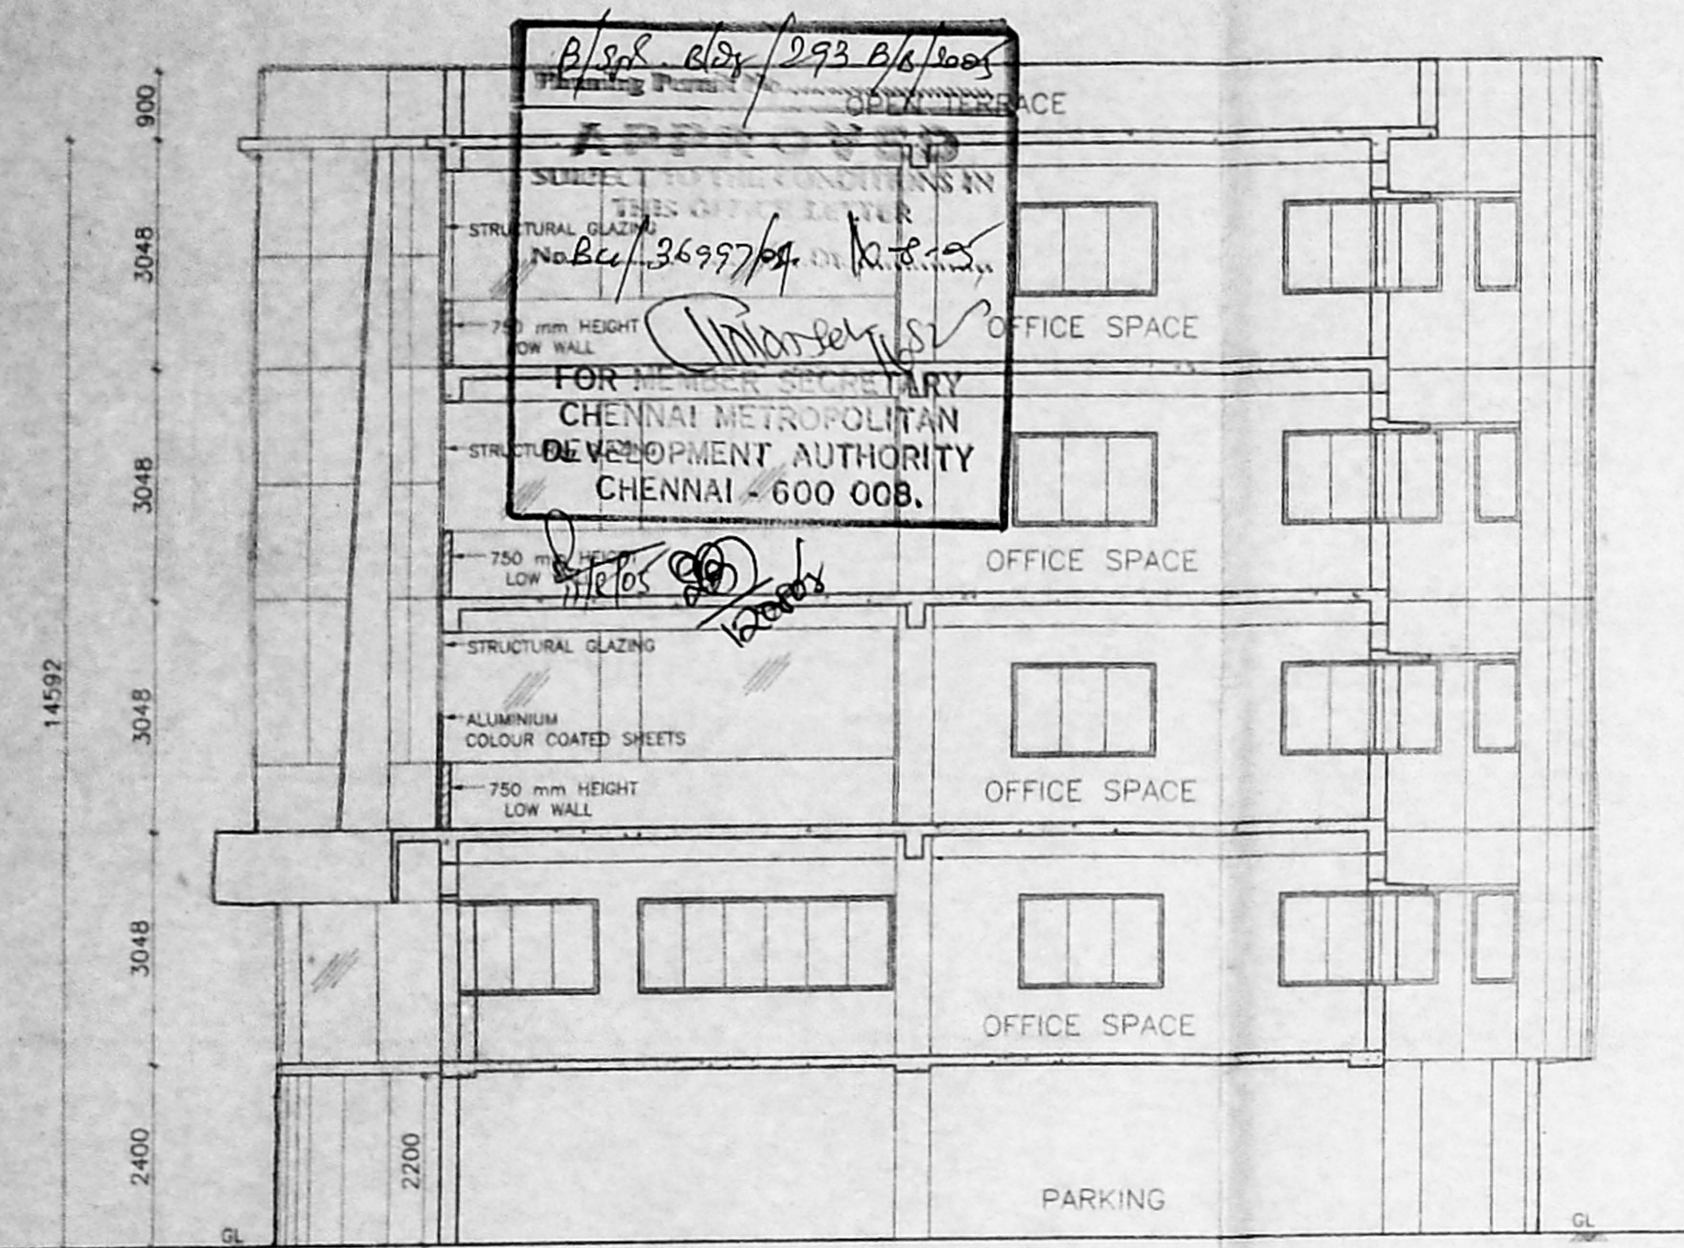 B/Spl. Bldg/293 B/B/2005
Planning Permit No.
OPEN TERRACE
APPROVED
SUBJECT TO THE CONDITIONS IN
THIS OFFICE LETTER
No. 36997/04
STRUCTURAL GLAZING
750 mm HEIGHT
LOW WALL
OFFICE SPACE
FOR MEMBER SECRETARY
CHENNAI METROPOLITAN
DEVELOPMENT AUTHORITY
CHENNAI - 600 008.
STRUCTURAL GLAZING
750 mm HEIGHT
LOW WALL
OFFICE SPACE
STRUCTURAL GLAZING
ALUMINIUM
COLOUR COATED SHEETS
750 mm HEIGHT
LOW WALL
OFFICE SPACE
OFFICE SPACE
PARKING
900
3048
3048
3048
3048
2400
14592
2200
GL
GL